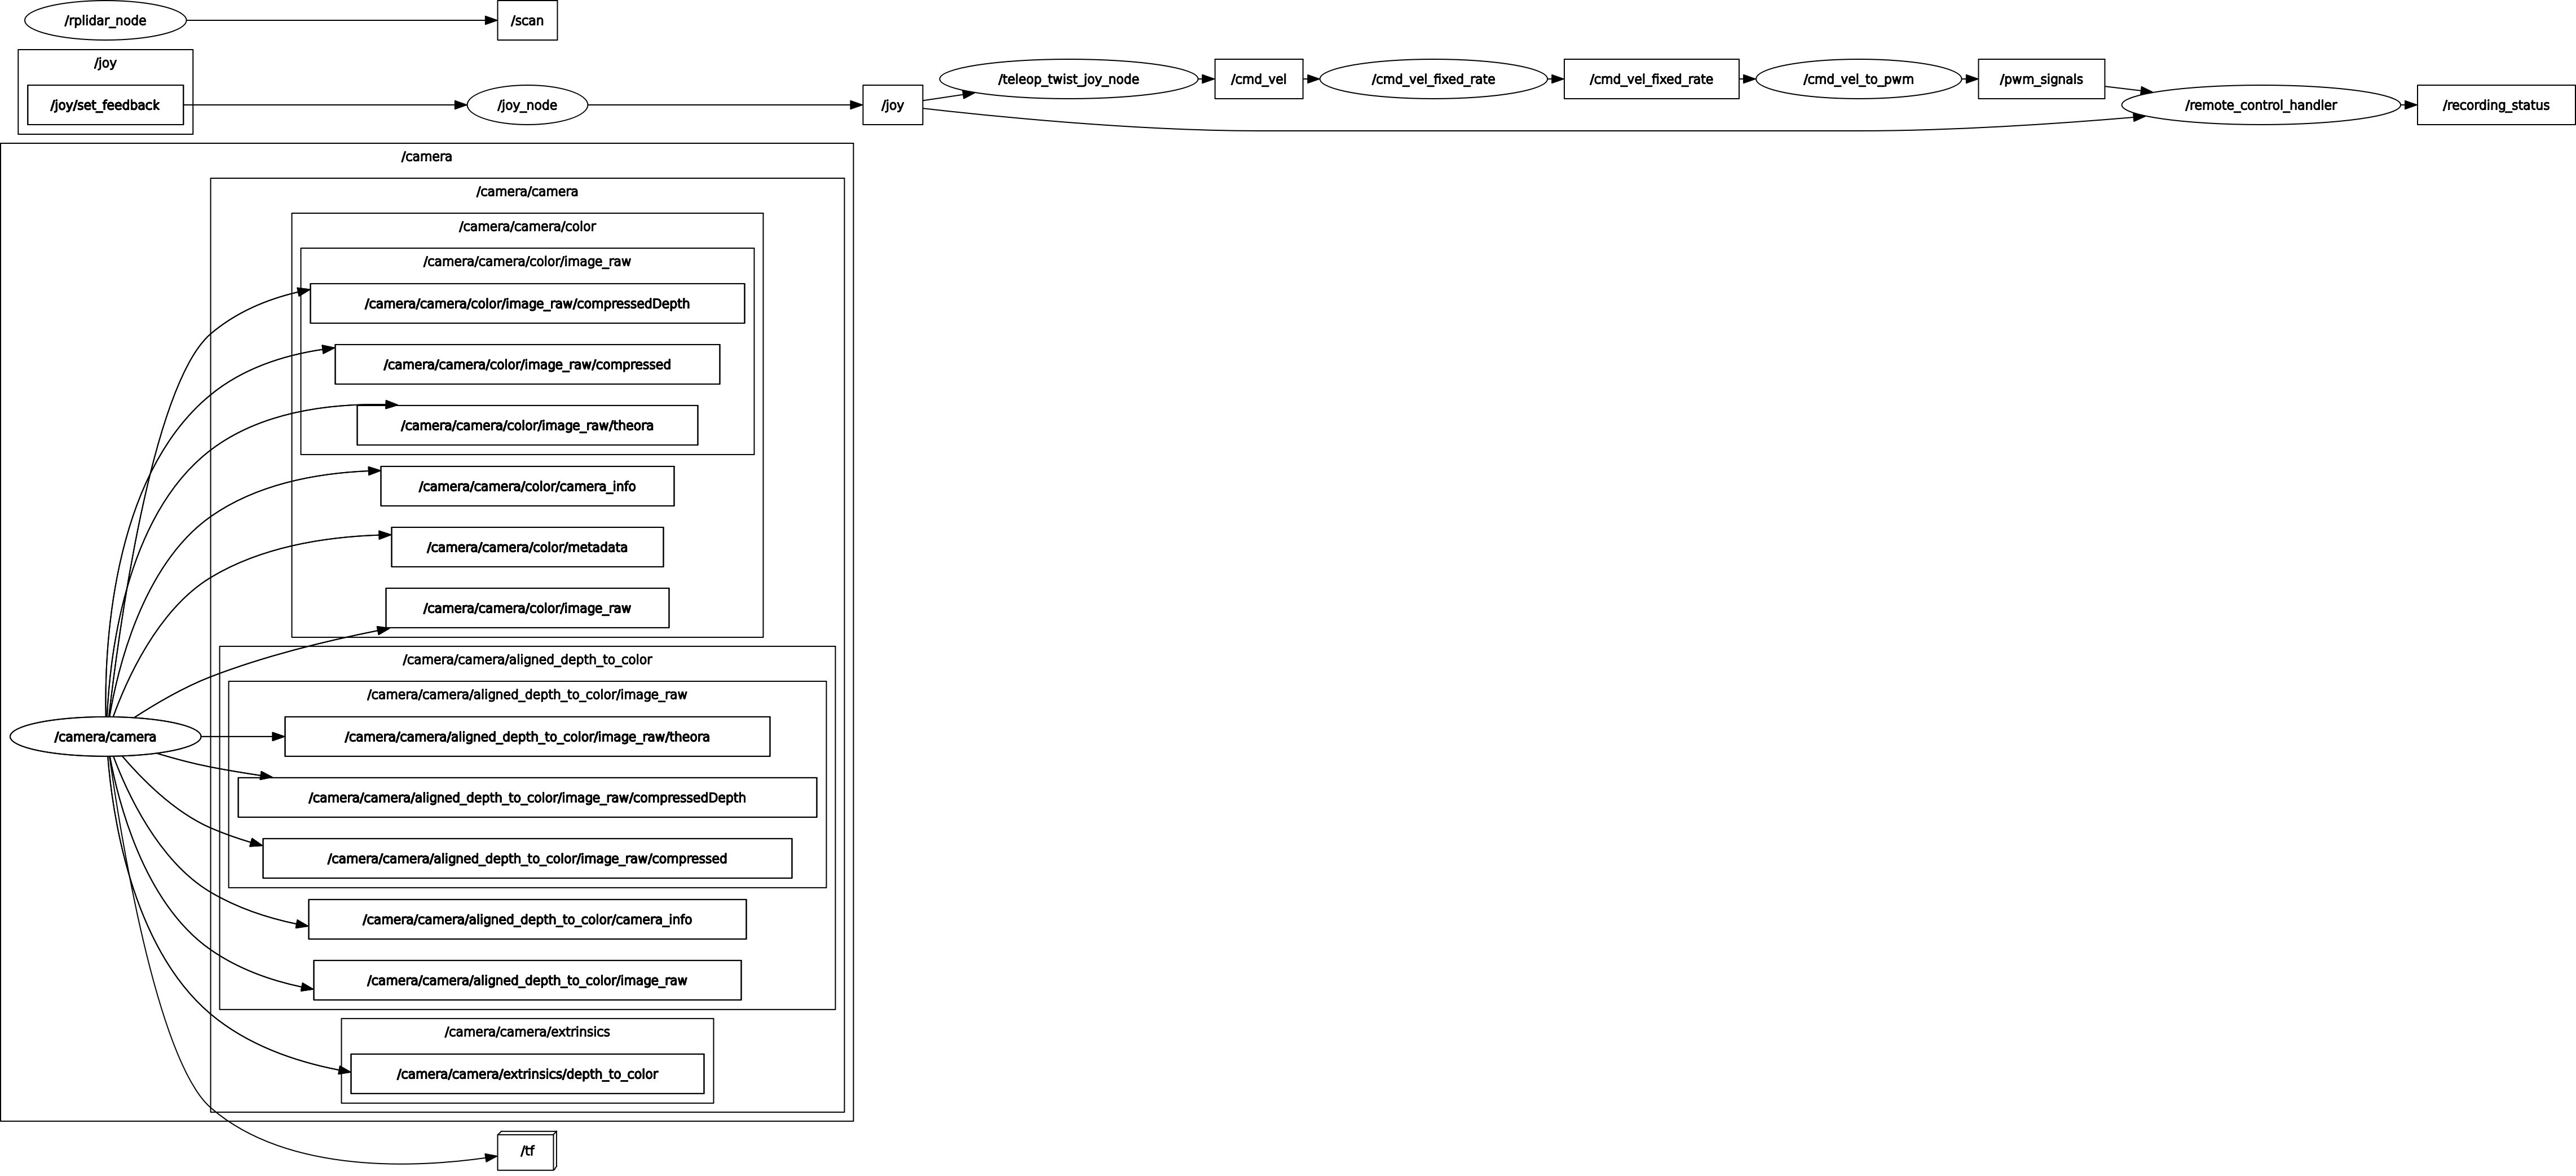 /rplidar_node
/scan
/joy
/joy/set_feedback
/joy_node
/joy
/teleop_twist_joy_node
/cmd_vel
/cmd_vel_fixed_rate
/cmd_vel_fixed_rate
/cmd_vel_to_pwm
/pwm_signals
/remote_control_handler
/recording_status
/camera
/camera/camera
/camera/camera/color
/camera/camera/color/image_raw
/camera/camera/color/image_raw/compressedDepth
/camera/camera/color/image_raw/compressed
/camera/camera/color/image_raw/theora
/camera/camera/color/camera_info
/camera/camera/color/metadata
/camera/camera/color/image_raw
/camera/camera/aligned_depth_to_color
/camera/camera/aligned_depth_to_color/image_raw
/camera/camera
/camera/camera/aligned_depth_to_color/image_raw/theora
/camera/camera/aligned_depth_to_color/image_raw/compressedDepth
/camera/camera/aligned_depth_to_color/image_raw/compressed
/camera/camera/aligned_depth_to_color/camera_info
/camera/camera/aligned_depth_to_color/image_raw
/camera/camera/extrinsics
/camera/camera/extrinsics/depth_to_color
/tf